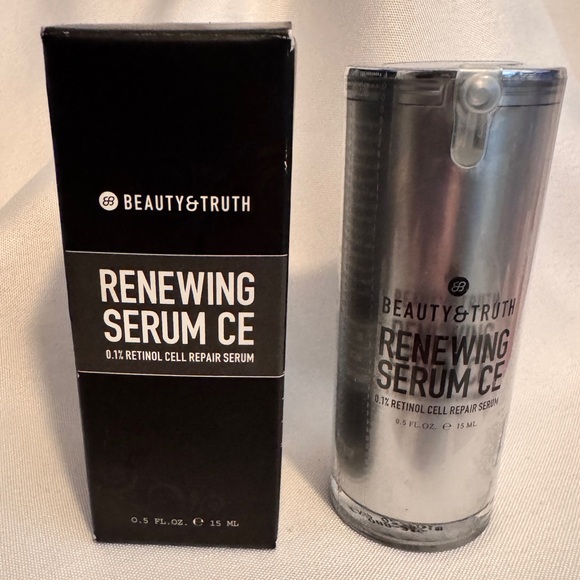 BEAUTY&TRUTH
RENEWING
SERUM CE
0.1% RETINOL CELL REPAIR SERUM
0.5 FL.OZ. ℮ 15 ML
BEAUTY&TRUTH
RENEWING
SERUM CE
0.1% RETINOL CELL REPAIR SERUM
0.5 FL.OZ. ℮ 15 ML